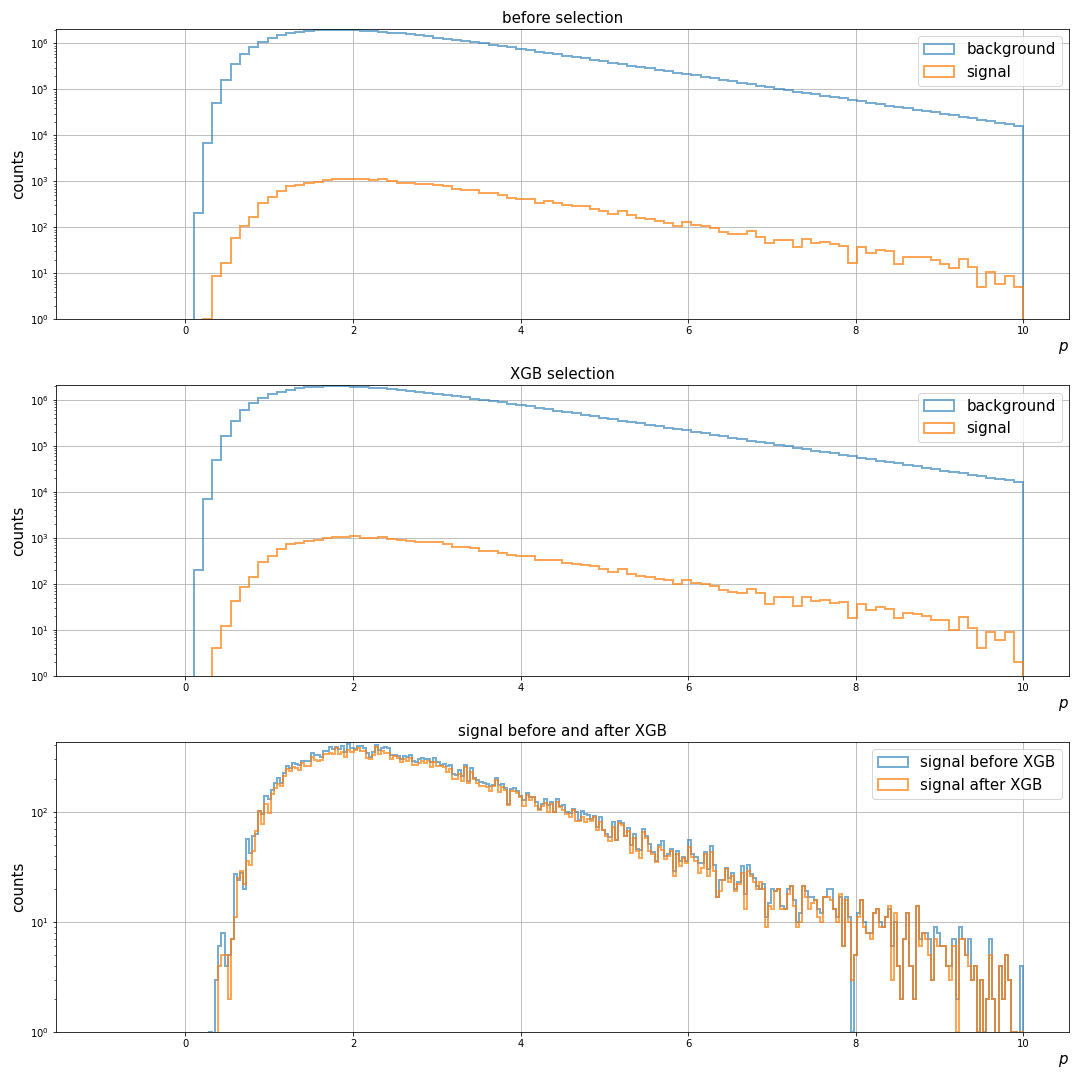 before selection
background
signal
counts
10⁶
10⁵
10⁴
10³
10²
10¹
10⁰
0 2 4 6 8 10
p
XGB selection
background
signal
counts
10⁶
10⁵
10⁴
10³
10²
10¹
10⁰
0 2 4 6 8 10
p
signal before and after XGB
signal before XGB
signal after XGB
counts
10²
10¹
10⁰
0 2 4 6 8 10
p